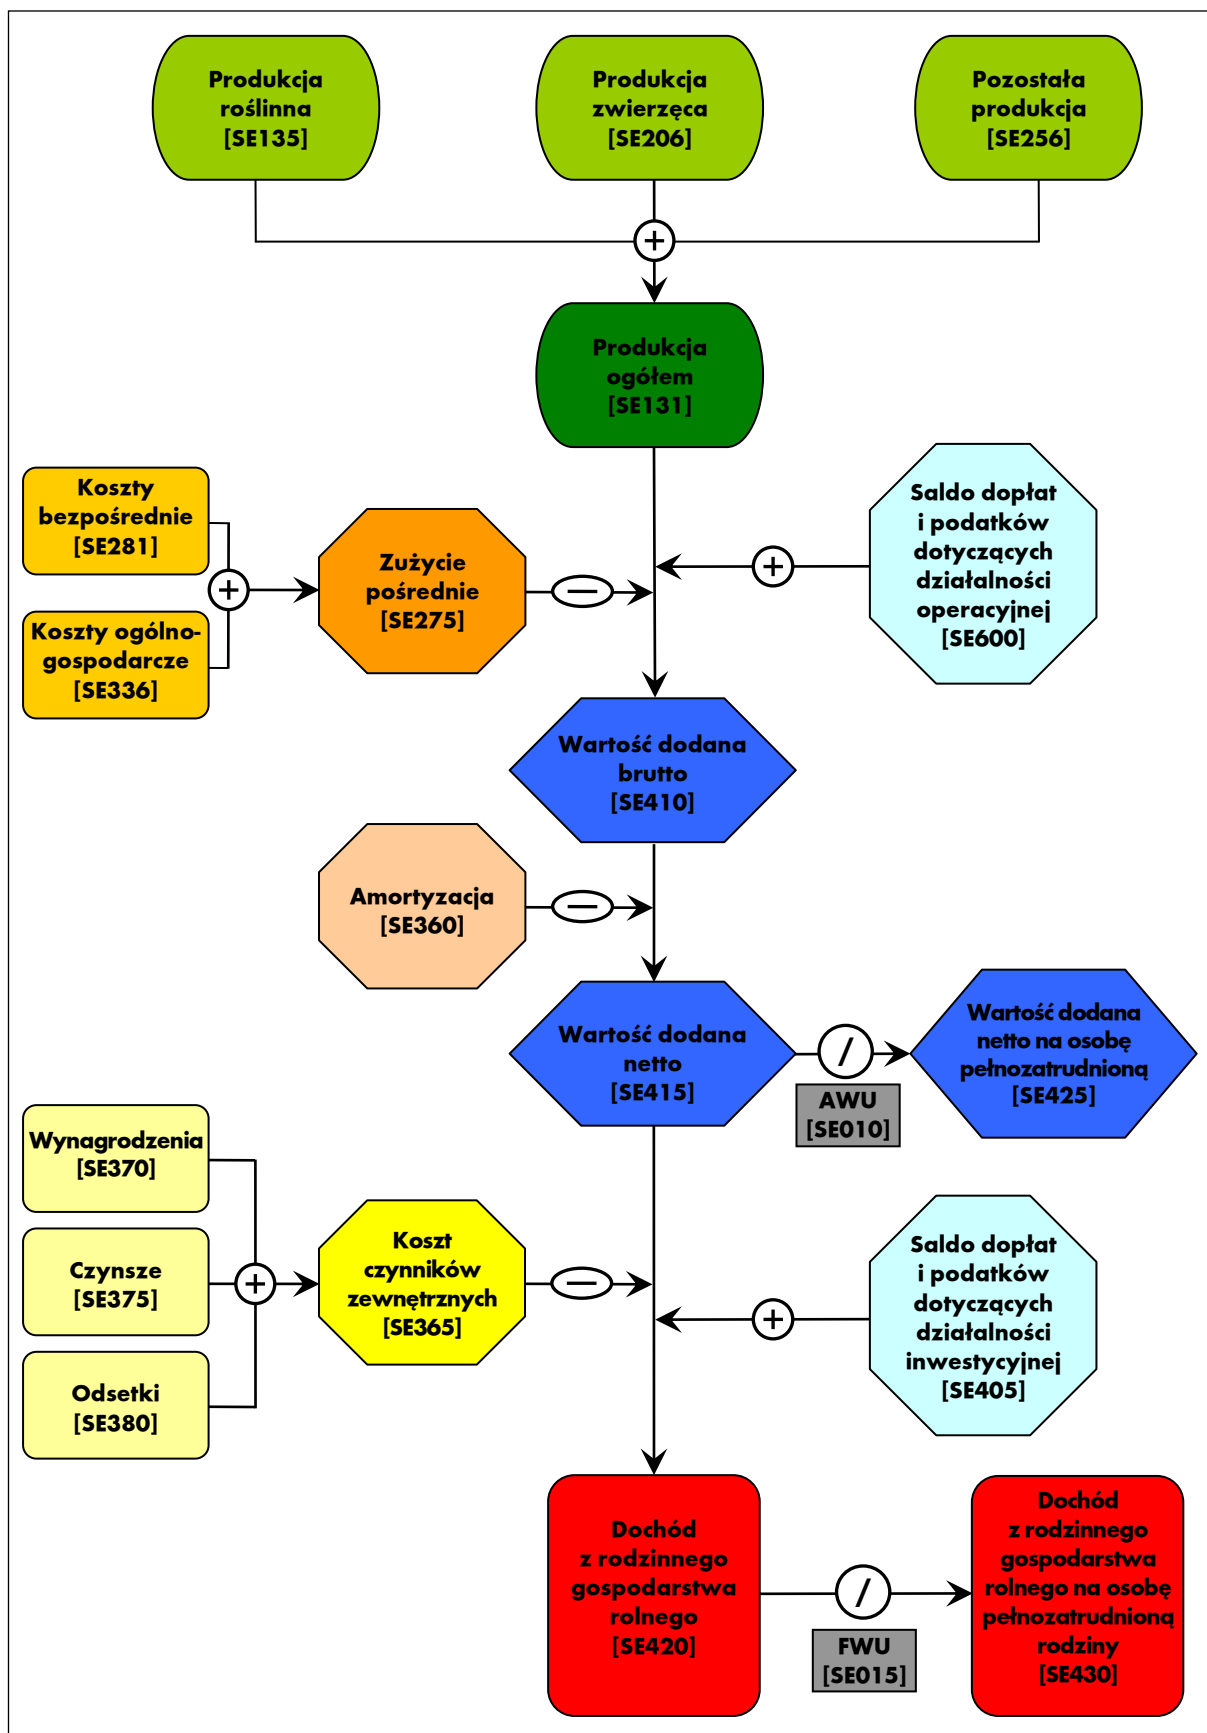 Produkcja
roślinna
[SE135]
Produkcja
zwierzęca
[SE206]
Pozostała
produkcja
[SE256]
+
Produkcja
ogółem
[SE131]
Koszty
bezpośrednie
[SE281]
+
Koszty ogólno-
gospodarcze
[SE336]
Zużycie
pośrednie
[SE275]
−
+
Saldo dopłat
i podatków
dotyczących
działalności
operacyjnej
[SE600]
Wartość dodana
brutto
[SE410]
Amortyzacja
[SE360]
−
Wartość dodana
netto
[SE415]
/
AWU
[SE010]
Wartość dodana
netto na osobę
pełnozatrudnioną
[SE425]
Wynagrodzenia
[SE370]
Czynsze
[SE375]
+
Odsetki
[SE380]
Koszt
czynników
zewnętrznych
[SE365]
−
+
Saldo dopłat
i podatków
dotyczących
działalności
inwestycyjnej
[SE405]
Dochód
z rodzinnego
gospodarstwa
rolnego
[SE420]
/
FWU
[SE015]
Dochód
z rodzinnego
gospodarstwa
rolnego na osobę
pełnozatrudnioną
rodziny
[SE430]